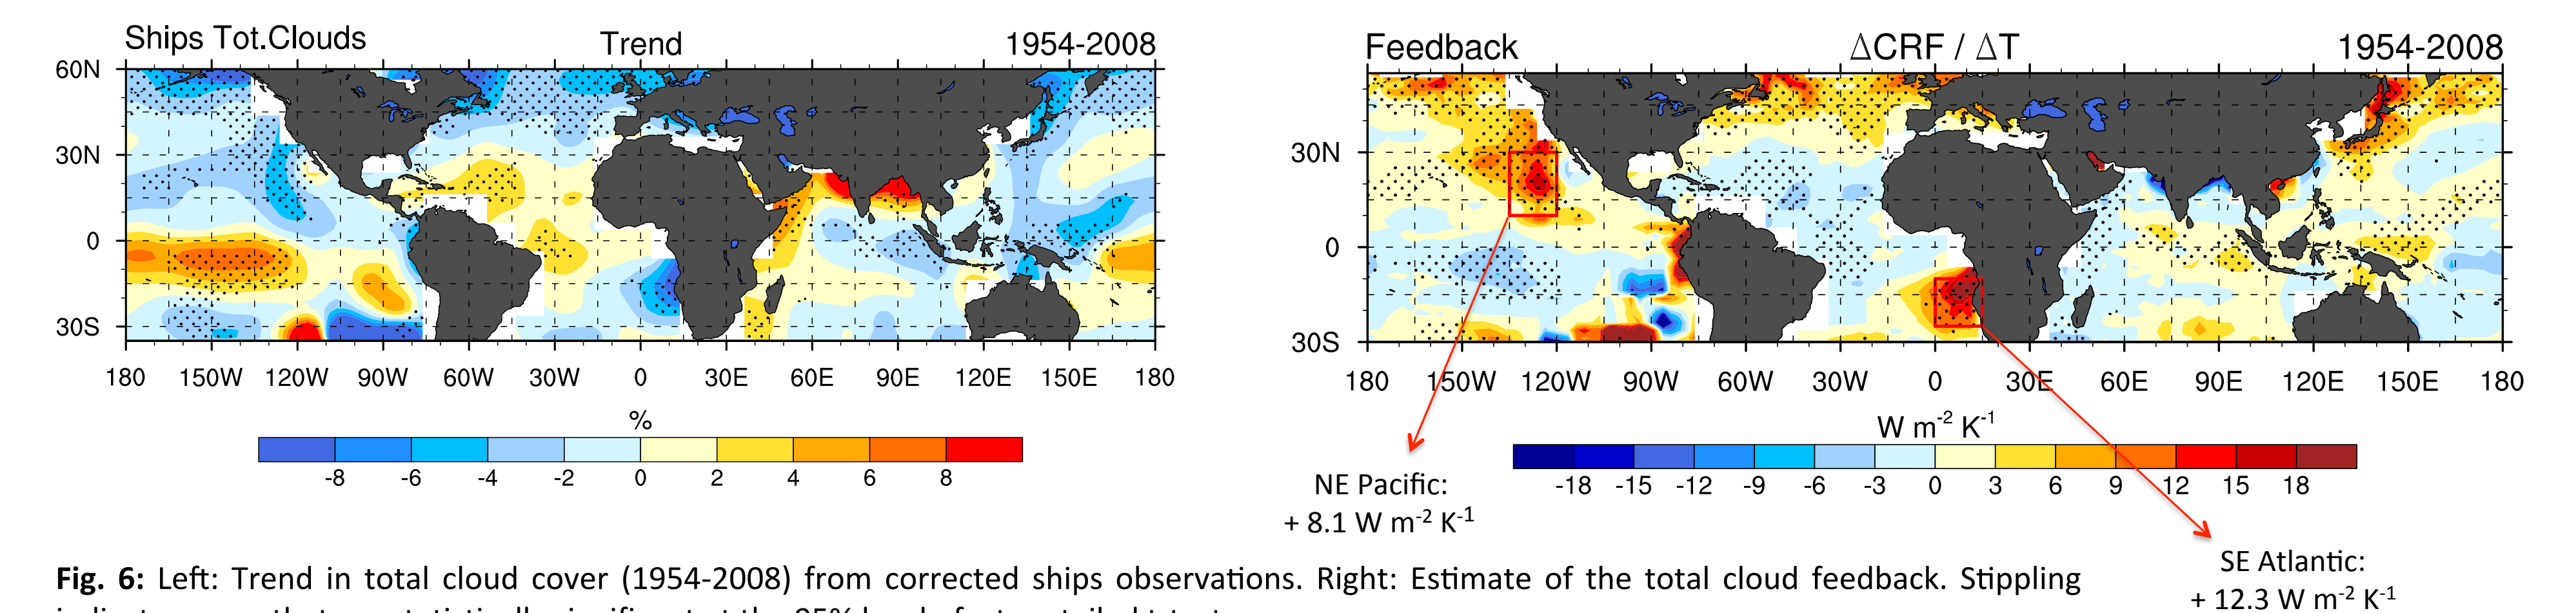 Ships Tot.Clouds Trend 1954-2008
60N
30N
0
30S
180 150W 120W 90W 60W 30W 0 30E 60E 90E 120E 150E 180
%
-8 -6 -4 -2 0 2 4 6 8
Feedback ΔCRF / ΔT 1954-2008
30N
0
30S
180 150W 120W 90W 60W 30W 0 30E 60E 90E 120E 150E 180
W m⁻² K⁻¹
-18 -15 -12 -9 -6 -3 0 3 6 9 12 15 18
NE Pacific:
+ 8.1 W m⁻² K⁻¹
SE Atlantic:
+ 12.3 W m⁻² K⁻¹
Fig. 6: Left: Trend in total cloud cover (1954-2008) from corrected ships observations. Right: Estimate of the total cloud feedback. Stippling